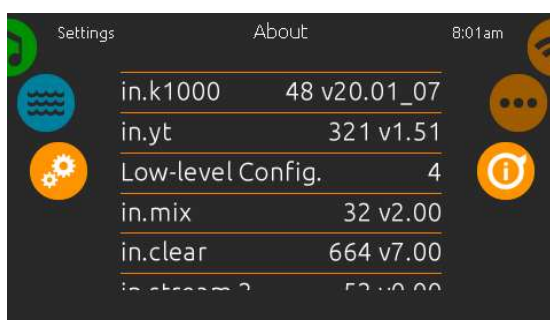 Settings About 8:01am
in.k1000 48 v20.01_07
in.yt 321 v1.51
Low-level Config. 4
in.mix 32 v2.00
in.clear 664 v7.00